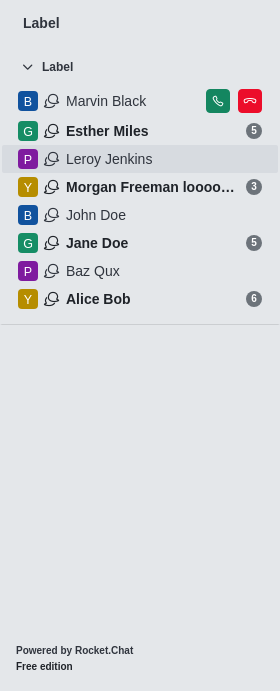 Label
Label
B Marvin Black
G Esther Miles 5
P Leroy Jenkins
Y Morgan Freeman loooo... 3
B John Doe
G Jane Doe 5
P Baz Qux
Y Alice Bob 6
Powered by Rocket.Chat
Free edition